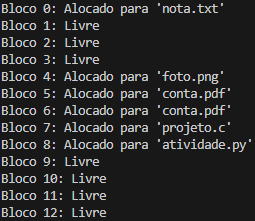 Bloco 0: Alocado para 'nota.txt'
Bloco 1: Livre
Bloco 2: Livre
Bloco 3: Livre
Bloco 4: Alocado para 'foto.png'
Bloco 5: Alocado para 'conta.pdf'
Bloco 6: Alocado para 'conta.pdf'
Bloco 7: Alocado para 'projeto.c'
Bloco 8: Alocado para 'atividade.py'
Bloco 9: Livre
Bloco 10: Livre
Bloco 11: Livre
Bloco 12: Livre